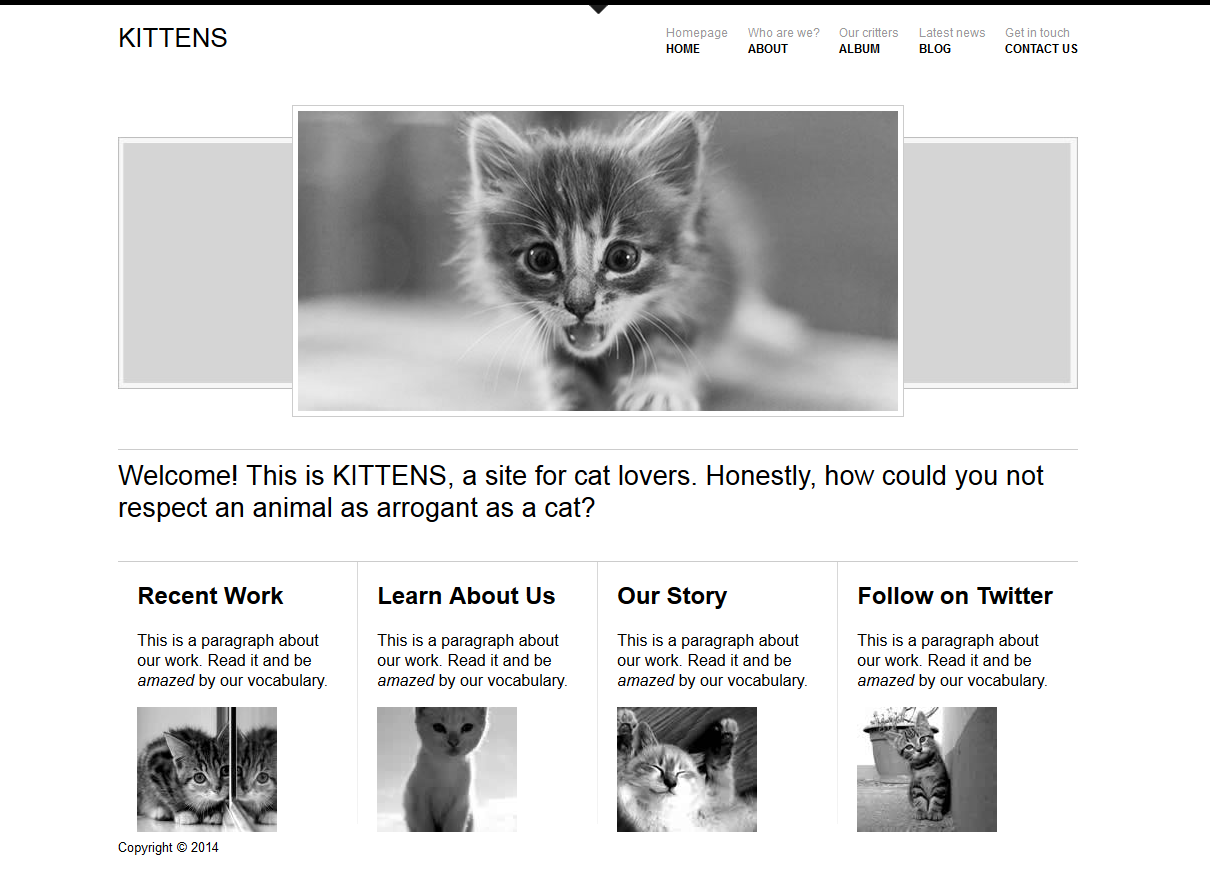 KITTENS
Homepage
HOME
Who are we?
ABOUT
Our critters
ALBUM
Latest news
BLOG
Get in touch
CONTACT US
Welcome! This is KITTENS, a site for cat lovers. Honestly, how could you not
respect an animal as arrogant as a cat?
Recent Work
This is a paragraph about
our work. Read it and be
amazed by our vocabulary.
Learn About Us
This is a paragraph about
our work. Read it and be
amazed by our vocabulary.
Our Story
This is a paragraph about
our work. Read it and be
amazed by our vocabulary.
Follow on Twitter
This is a paragraph about
our work. Read it and be
amazed by our vocabulary.
Copyright © 2014